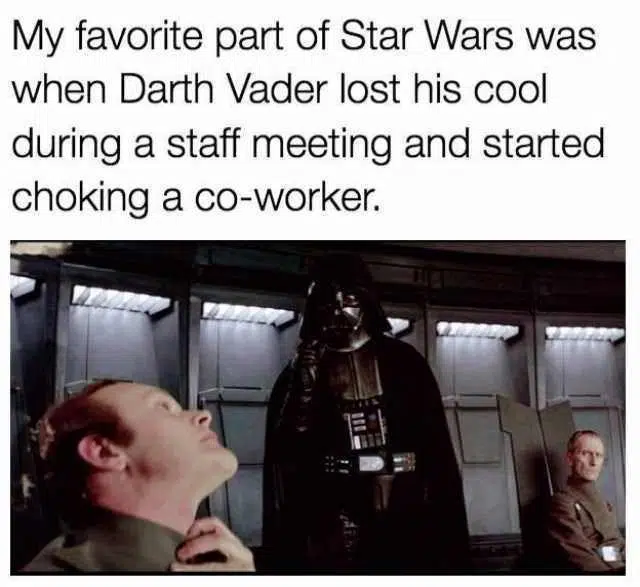 My favorite part of Star Wars was
when Darth Vader lost his cool
during a staff meeting and started
choking a co-worker.